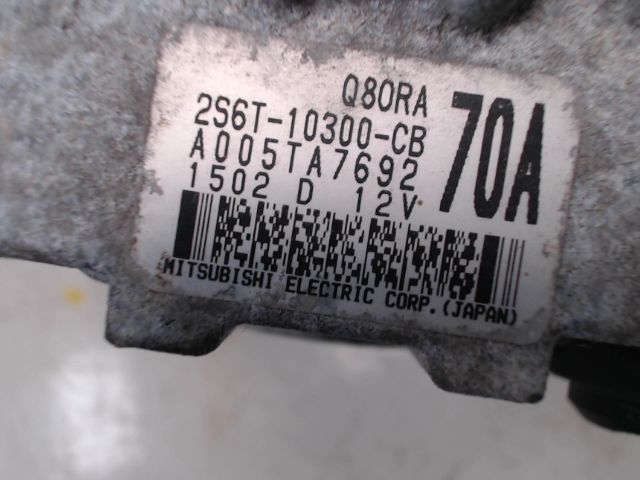 Q80RA
2S6T-10300-CB 70A
A005TA7692
1502 D 12V
MITSUBISHI ELECTRIC CORP.(JAPAN)